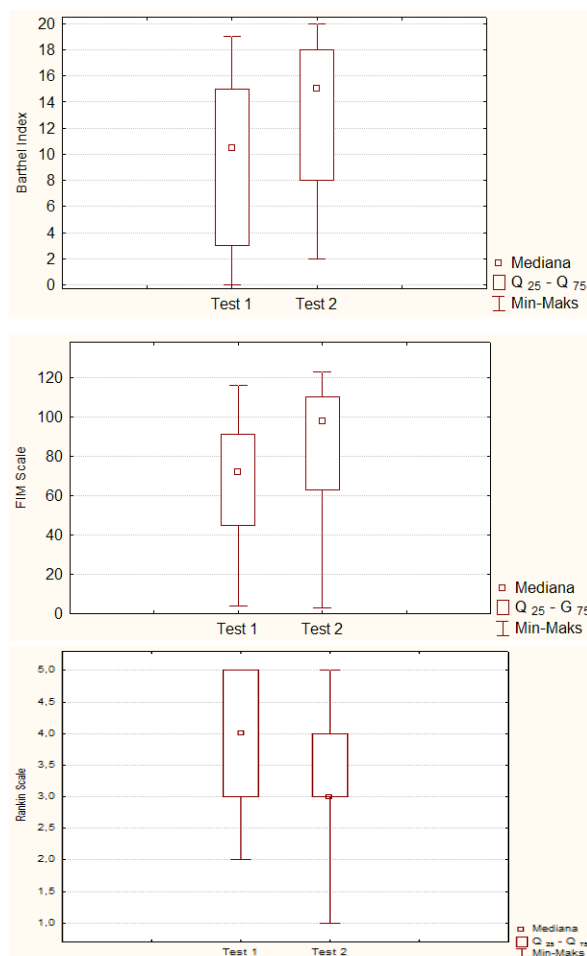 20
18
16
14
12
10
8
6
4
2
0
Barthel Index
Test 1 Test 2
Mediana
Q 25 - Q 75
Min-Maks
120
100
80
60
40
20
0
FIM Scale
Test 1 Test 2
Mediana
Q 25 - G 75
Min-Maks
5,0
4,5
4,0
3,5
3,0
2,5
2,0
1,5
1,0
Rankin Scale
Test 1 Test 2
Mediana
Q 25 - Q 75
Min-Maks